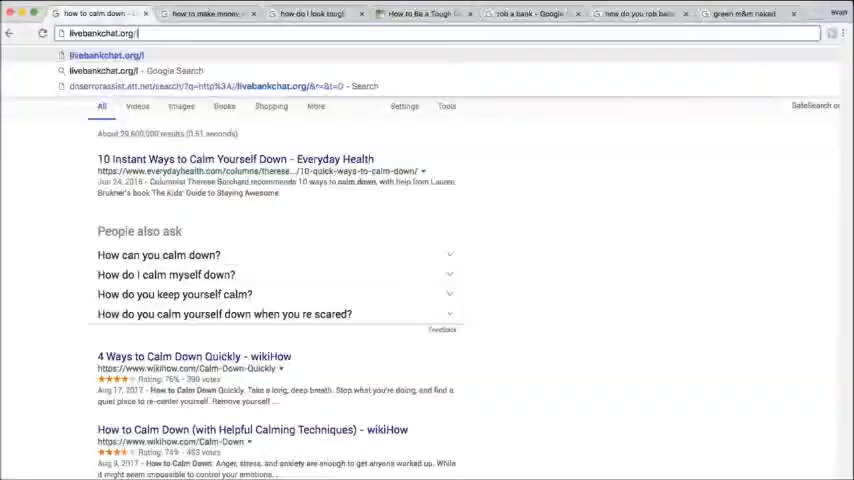 how to calm down -
how to make money
how do I look tough
How to Be a Tough
roll a bank - Google
how do you rob
green m&m naked
evan
livebankchat.org/l
livebankchat.org/l
livebankchat.org/l - Google Search
dnserrorassist.att.net/search/?q=http%3A//livebankchat.org/&r=&t=0 - Search
All Videos Images Books Shopping More Settings Tools
SafeSearch
About 29,600,000 results (0.51 seconds)
10 Instant Ways to Calm Yourself Down - Everyday Health
https://www.everydayhealth.com/columns/therese.../10-quick-ways-to-calm-down/
Jun 24, 2016 - Columnist Therese Borchard recommends 10 ways to calm down, with help from Lauren
Brukner's book The Kids' Guide to Staying Awesome
People also ask
How can you calm down?
How do I calm myself down?
How do you keep yourself calm?
How do you calm yourself down when you re scared?
Feedback
4 Ways to Calm Down Quickly - wikiHow
https://www.wikihow.com/Calm-Down-Quickly
Rating: 76% - 390 votes
Aug 17, 2017 - How to Calm Down Quickly. Take a long, deep breath. Stop what you're doing, and find a
quiet place to re-center yourself. Remove yourself ...
How to Calm Down (with Helpful Calming Techniques) - wikiHow
https://www.wikihow.com/Calm-Down
Rating: 74% - 483 votes
Aug 9, 2017 - How to Calm Down. Anger, stress, and anxiety are enough to get anyone worked up. While
it might seem impossible to control your emotions...